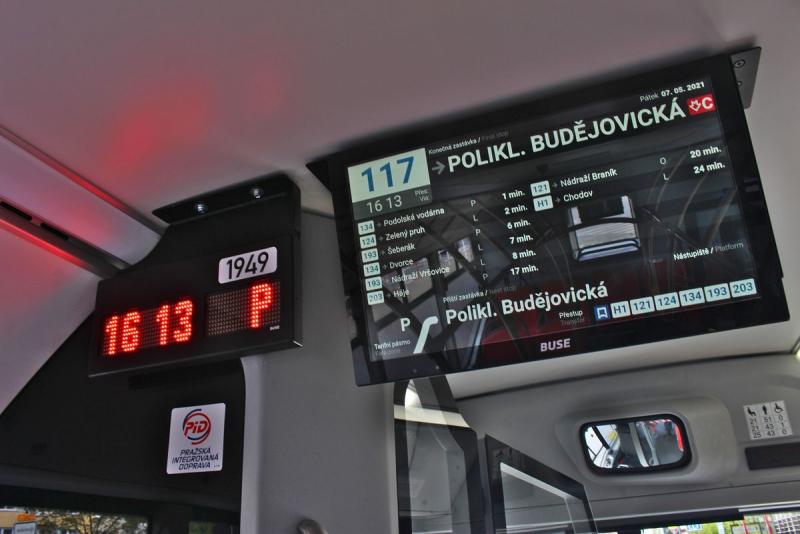 Pátek 07. 05. 2021
Konečná zastávka / Final stop
117 → POLIKL. BUDĚJOVICKÁ C
16 13
Přes:
Via:
134 Podolská vodárna P 1 min.
124 Zelený pruh L 2 min.
193 Šeberák 6 min.
134 Dvorce P 7 min.
193 Nádraží Vršovice L 8 min.
203 Háje P 17 min.
121 Nádraží Braník O 20 min.
H1 Chodov L 24 min.
Nástupiště / Platform
Příští zastávka / Next stop
P Polikl. Budějovická
Tarifní pásmo
Fare zone
Přestup
Transfer
H1 121 124 134 193 203
BUSE
1949
16 13 P
BUSE
PID
PRAŽSKÁ
INTEGROVANÁ
DOPRAVA